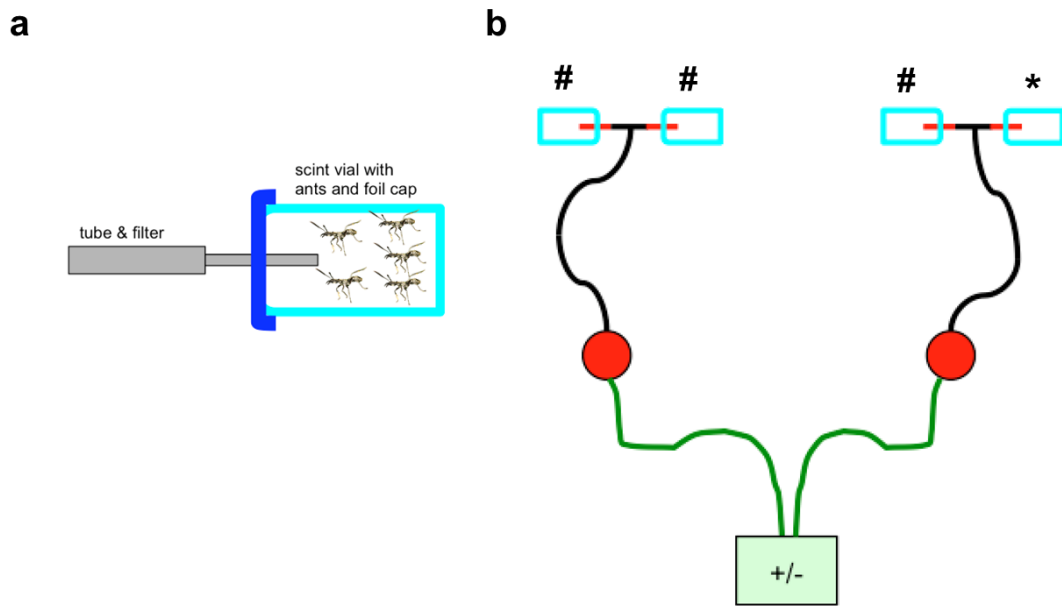 a
b
# # # *
scint vial with
ants and foil cap
tube & filter
+/-